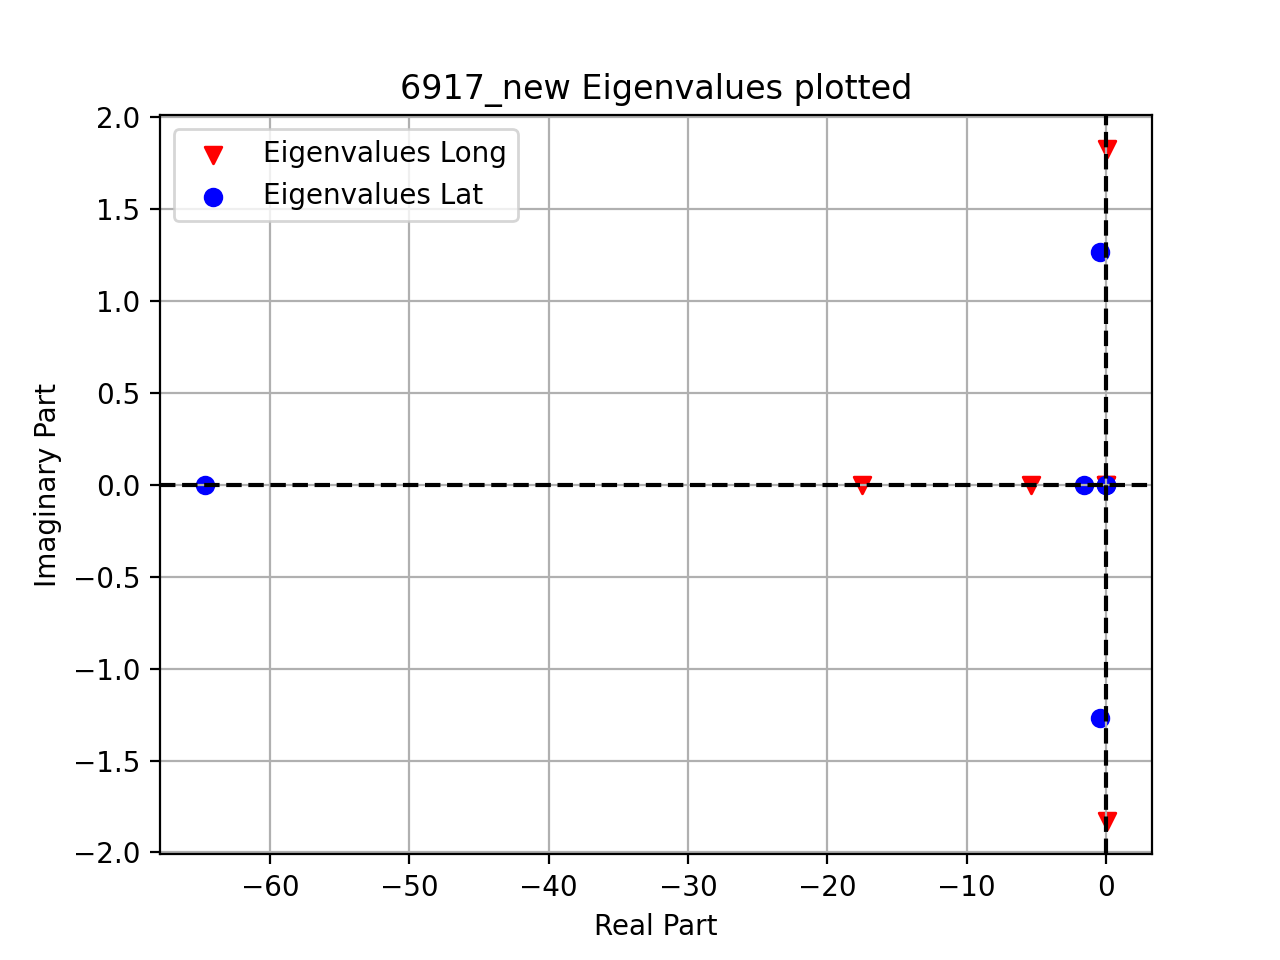 6917_new Eigenvalues plotted
Eigenvalues Long
Eigenvalues Lat
2.0
1.5
1.0
0.5
0.0
−0.5
−1.0
−1.5
−2.0
Imaginary Part
−60 −50 −40 −30 −20 −10 0
Real Part